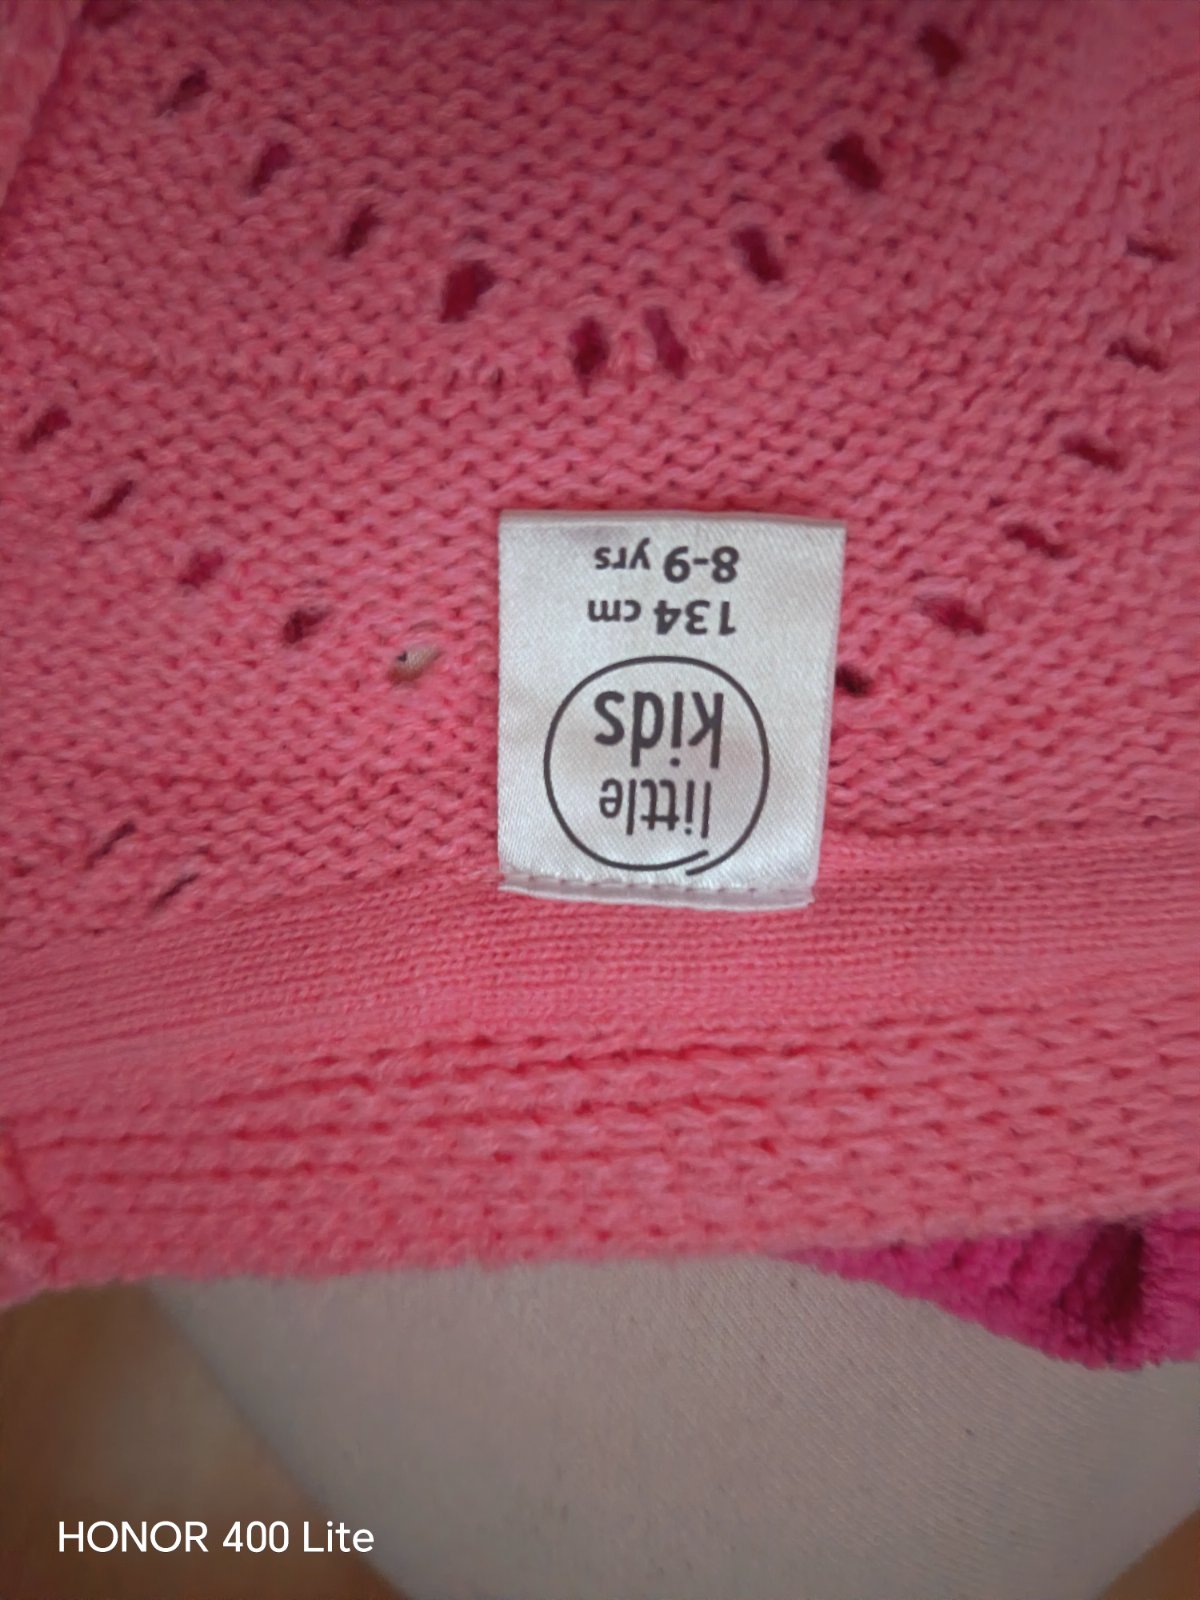 little
kids
134 cm
8-9 yrs
HONOR 400 Lite